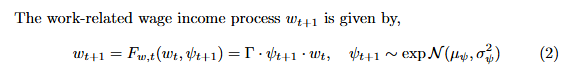 The work-related wage income process w_{t+1} is given by,
w_{t+1} = F_{w,t}(w_t, ψ_{t+1}) = Γ · ψ_{t+1} · w_t, ψ_{t+1} ∼ exp 𝒩(μ_ψ, σ_ψ^2) (2)